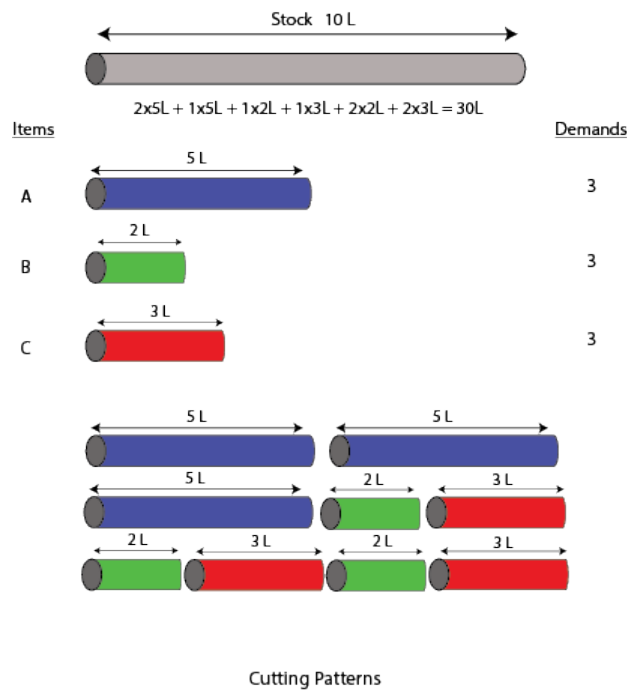 Stock 10 L
2x5L + 1x5L + 1x2L + 1x3L + 2x2L + 2x3L = 30L
Items Demands
5 L
A 3
2 L
B 3
3 L
C 3
5 L 5 L
5 L 2 L 3 L
2 L 3 L 2 L 3 L
Cutting Patterns